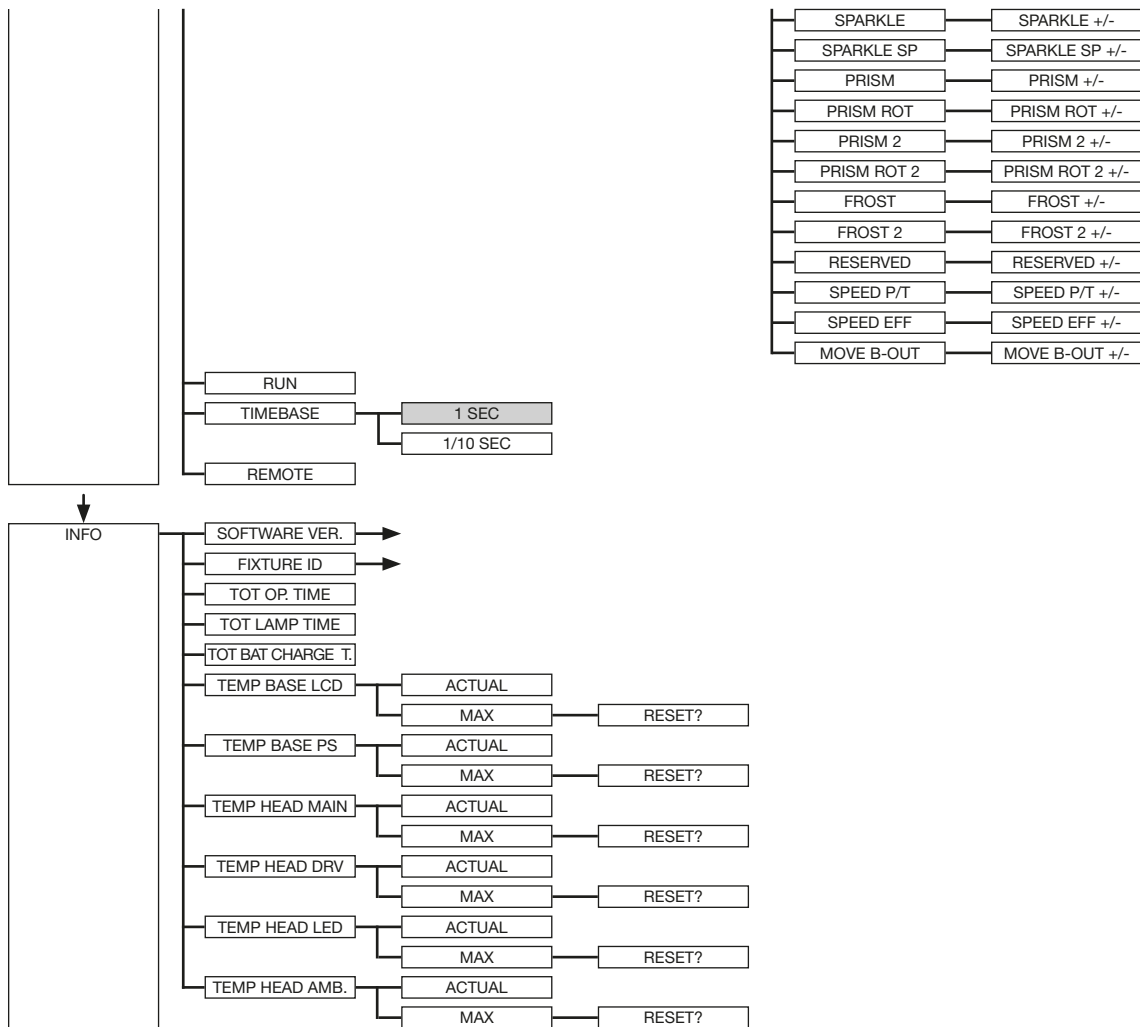 SPARKLE SPARKLE +/-
SPARKLE SP SPARKLE SP +/-
PRISM PRISM +/-
PRISM ROT PRISM ROT +/-
PRISM 2 PRISM 2 +/-
PRISM ROT 2 PRISM ROT 2 +/-
FROST FROST +/-
FROST 2 FROST 2 +/-
RESERVED RESERVED +/-
SPEED P/T SPEED P/T +/-
SPEED EFF SPEED EFF +/-
MOVE B-OUT MOVE B-OUT +/-
RUN
TIMEBASE 1 SEC
1/10 SEC
REMOTE
INFO SOFTWARE VER.
FIXTURE ID
TOT OP. TIME
TOT LAMP TIME
TOT BAT CHARGE T.
TEMP BASE LCD ACTUAL
MAX RESET?
TEMP BASE PS ACTUAL
MAX RESET?
TEMP HEAD MAIN ACTUAL
MAX RESET?
TEMP HEAD DRV ACTUAL
MAX RESET?
TEMP HEAD LED ACTUAL
MAX RESET?
TEMP HEAD AMB. ACTUAL
MAX RESET?